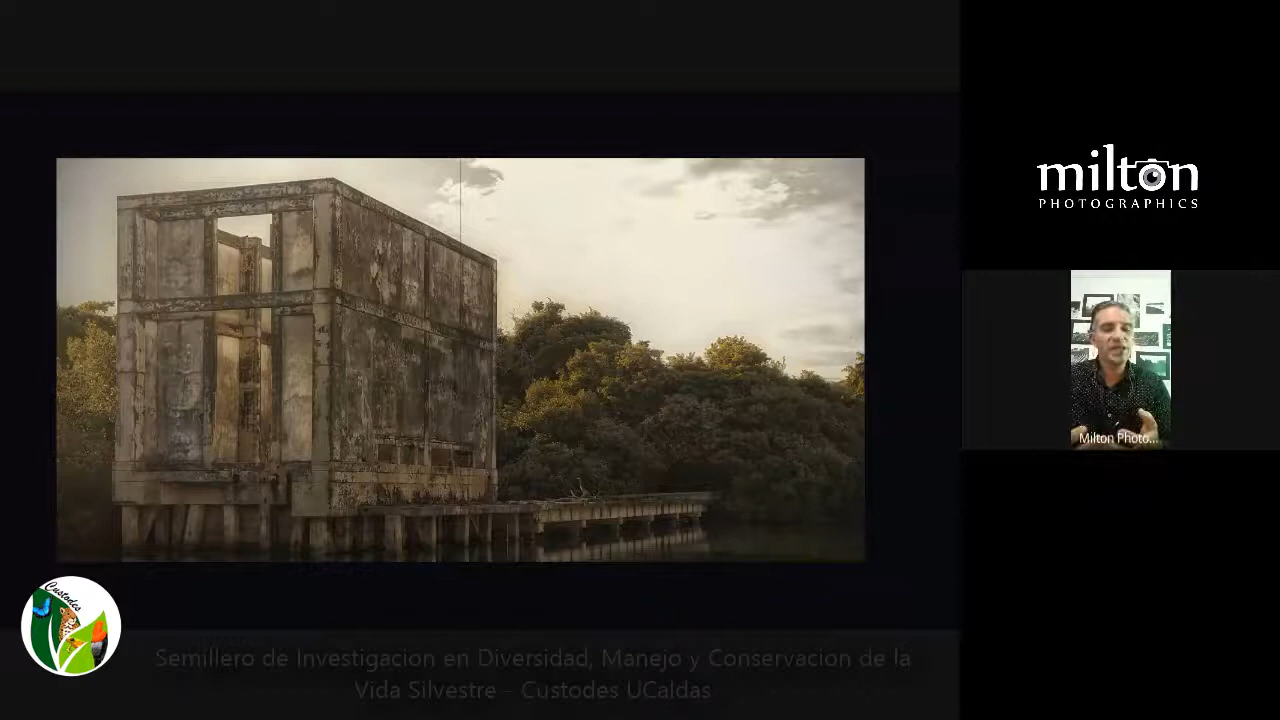 milton
PHOTOGRAPHICS
Milton Photo...
Custodes
Semillero de Investigacion en Diversidad, Manejo y Conservacion de la
Vida Silvestre - Custodes UCaldas